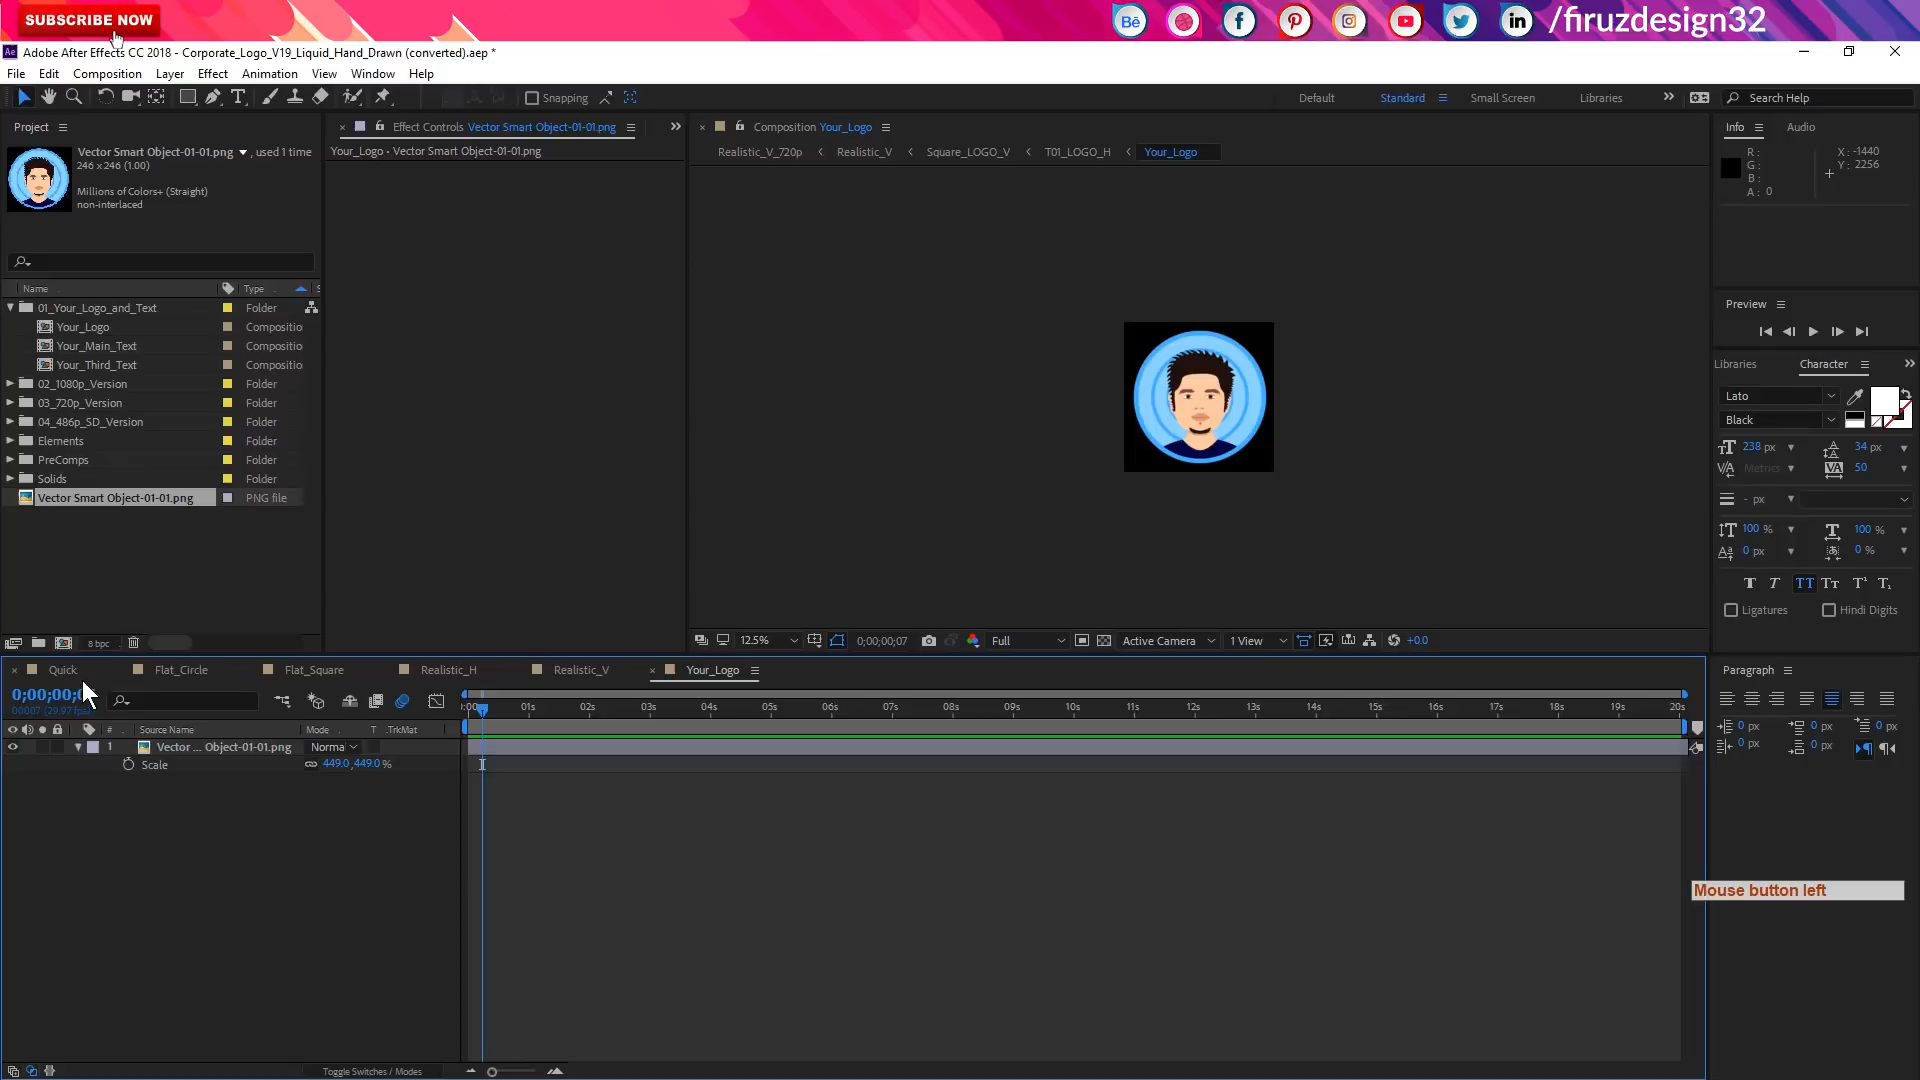 SUBSCRIBE NOW
/firuzdesign32
Adobe After Effects CC 2018 - Corporate_Logo_V19_Liquid_Hand_Drawn (converted).aep *
File Edit Composition Layer Effect Animation View Window Help
Snapping
Default Standard Small Screen Libraries Search Help
Project
Effect Controls Vector Smart Object-01-01.png
Composition Your_Logo
Info Audio
Vector Smart Object-01-01.png , used 1 time
246 x 246 (1.00)
Millions of Colors+ (Straight)
non-interlaced
Your_Logo • Vector Smart Object-01-01.png
Realistic_V_720p Realistic_V Square_LOGO_V T01_LOGO_H Your_Logo
R : X : -1440
G : Y : 2256
B :
A : 0
Name Type
01_Your_Logo_and_Text Folder
Your_Logo Compositio
Your_Main_Text Compositio
Your_Third_Text Compositio
02_1080p_Version Folder
03_720p_Version Folder
04_486p_SD_Version Folder
Elements Folder
PreComps Folder
Solids Folder
Vector Smart Object-01-01.png PNG file
Preview
Libraries Character
Lato
Black
238 px 34 px
Metrics 50
- px
100 % 100 %
0 px 0 %
Ligatures Hindi Digits
8 bpc
12.5% 0;00;00;07 Full Active Camera 1 View +0.0
Quick Flat_Circle Flat_Square Realistic_H Realistic_V Your_Logo
0;00;00;
00007 (29.97 fps)
:00 01s 02s 03s 04s 05s 06s 07s 08s 09s 10s 11s 12s 13s 14s 15s 16s 17s 18s 19s 20s
# Source Name Mode T .TrkMat
1 Vector ... Object-01-01.png Norma
Scale 449.0,449.0 %
Paragraph
0 px 0 px 0 px
0 px 0 px
Mouse button left
Toggle Switches / Modes